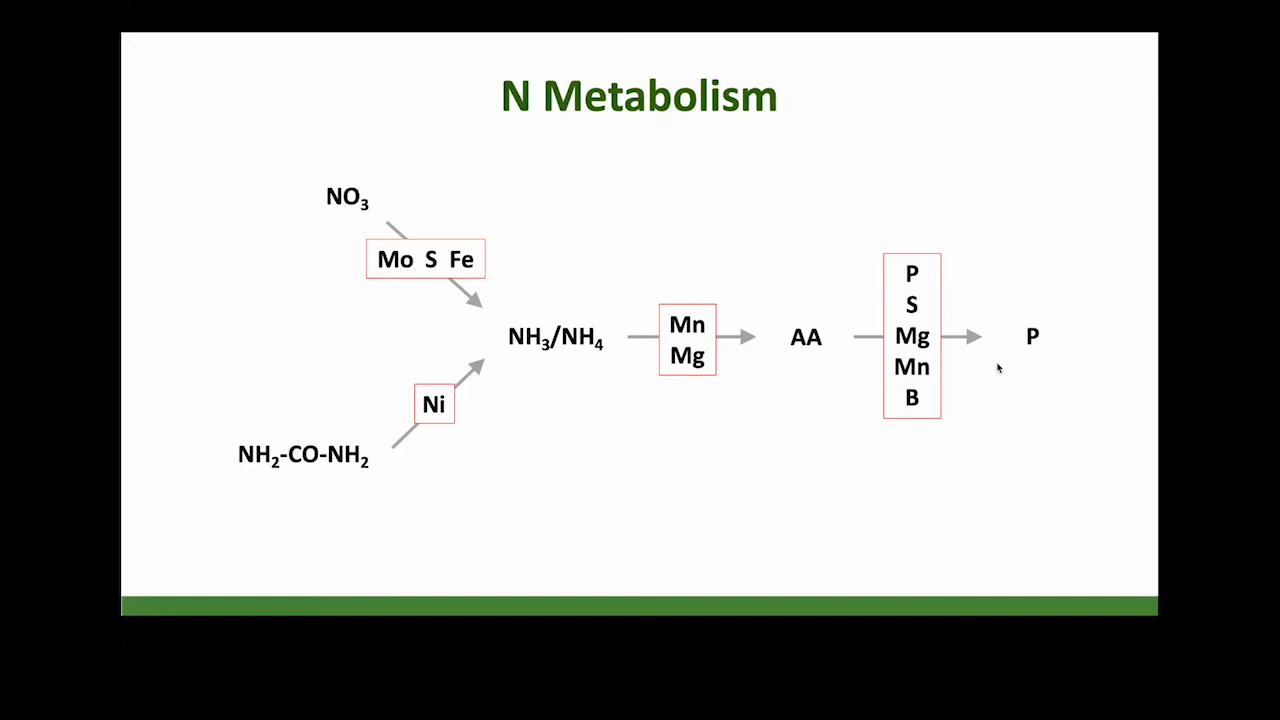 N Metabolism
NO₃
Mo S Fe
NH₃/NH₄
Mn
Mg
AA
P
S
Mg
Mn
B
P
Ni
NH₂-CO-NH₂